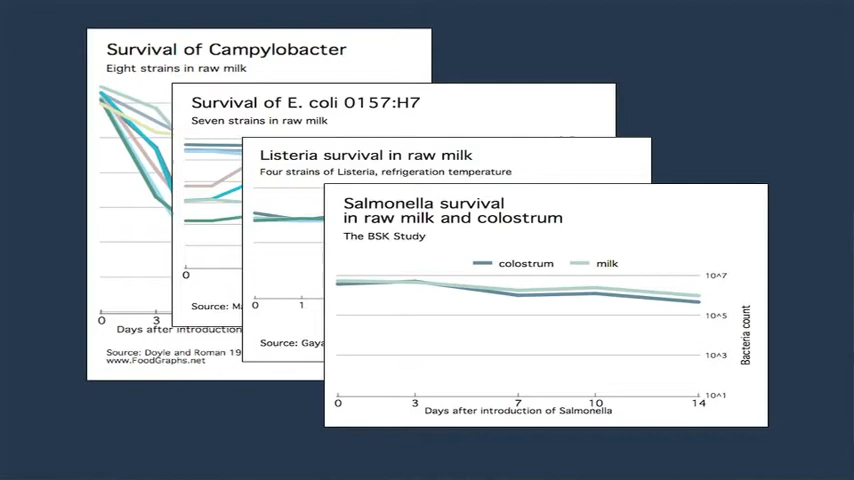 Survival of Campylobacter
Eight strains in raw milk
0 3
Days after introduction
Source: Doyle and Roman 19
www.FoodGraphs.net
Survival of E. coli 0157:H7
Seven strains in raw milk
0
Source:
Listeria survival in raw milk
Four strains of Listeria, refrigeration temperature
0 1
Source:
Salmonella survival
in raw milk and colostrum
The BSK Study
colostrum milk
10^7
10^5
10^3
10^1
Bacteria count
0 3 7 10 14
Days after introduction of Salmonella